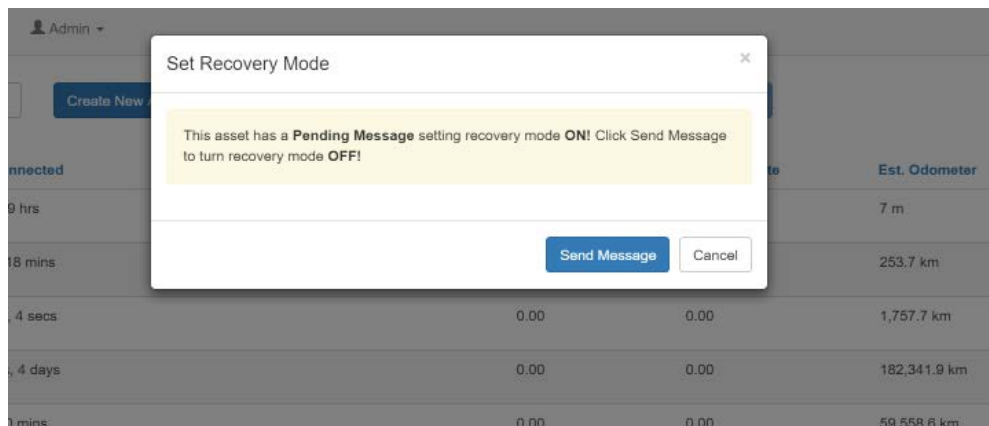 Admin
Set Recovery Mode
×
Create New
This asset has a Pending Message setting recovery mode ON! Click Send Message
to turn recovery mode OFF!
nnected
te
Est. Odometer
9 hrs
7 m
18 mins
Send Message
Cancel
253.7 km
, 4 secs
0.00
0.00
1,757.7 km
, 4 days
0.00
0.00
182,341.9 km
mins
0.00
0.00
59,558.6 km